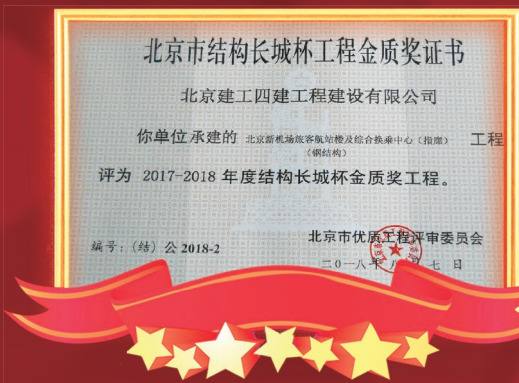 北京市结构长城杯工程金质奖证书
北京建工四建工程建设有限公司
你单位承建的 北京新机场旅客航站楼及综合换乘中心（指廊） 工程
（钢结构）
评为 2017-2018 年度结构长城杯金质奖工程。
北京市优质工程评审委员会
编号：（结）公 2018-2
二〇一八年八月 七 日